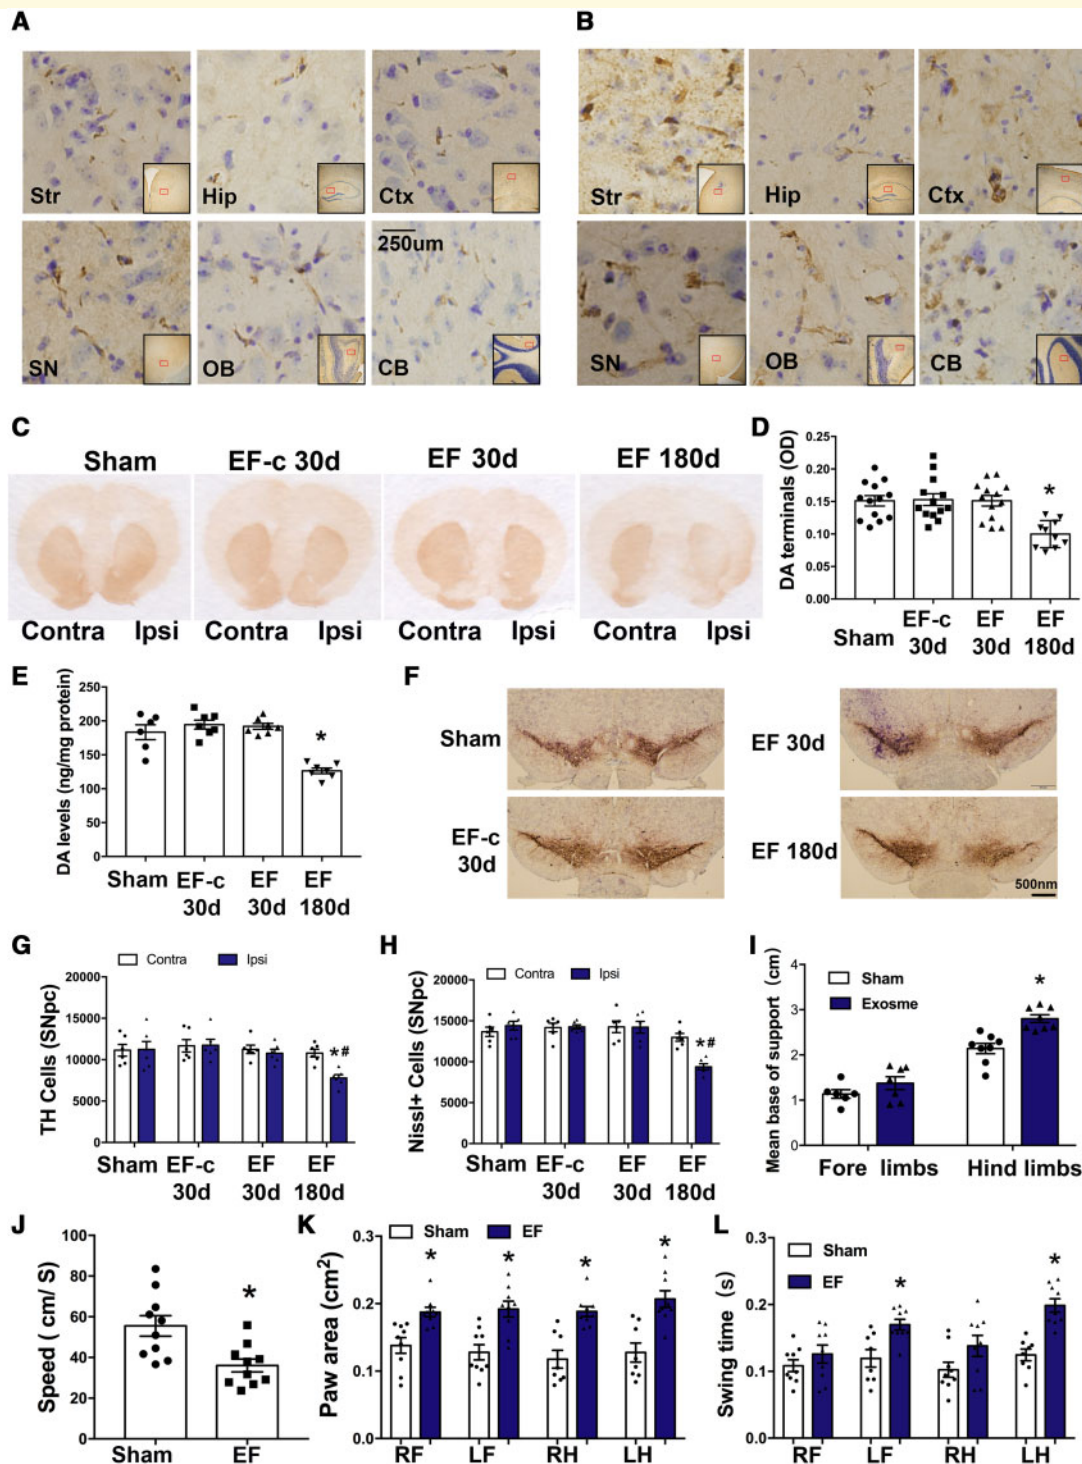 A
B
Str
Hip
Ctx
Str
Hip
Ctx
250um
SN
OB
CB
SN
OB
CB
C
Sham
EF-c 30d
EF 30d
EF 180d
Contra
Ipsi
Contra
Ipsi
Contra
Ipsi
Contra
Ipsi
D
DA terminals (OD)
0.25
0.20
0.15
0.10
0.05
0.00
*
Sham
EF-c
30d
EF
30d
EF
180d
E
DA levels (ng/mg protein)
250
200
150
100
50
0
*
Sham
EF-c
30d
EF
30d
EF
180d
F
Sham
EF 30d
EF-c
30d
EF 180d
500nm
G
Contra
Ipsi
TH Cells (SNpc)
20000
15000
10000
5000
0
*#
Sham
EF-c
30d
EF
30d
EF
180d
H
Contra
Ipsi
Nissl+ Cells (SNpc)
20000
15000
10000
5000
0
*#
Sham
EF-c
30d
EF
30d
EF
180d
I
Sham
Exosme
Mean base of support (cm)
4
3
2
1
0
*
Fore limbs
Hind limbs
J
Speed ( cm/ S)
100
80
60
40
20
0
*
Sham
EF
K
Sham
EF
Paw area (cm²)
0.3
0.2
0.1
0.0
*
*
*
*
RF
LF
RH
LH
L
Sham
EF
Swing time (s)
0.3
0.2
0.1
0.0
*
*
RF
LF
RH
LH